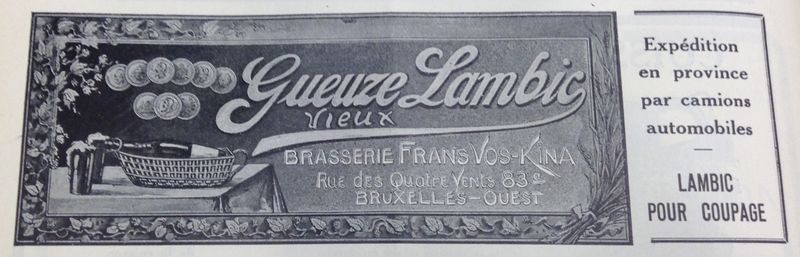 Gueuze Lambic
Vieux
BRASSERIE FRANS VOS-KINA
RUE DES QUATRE VENTS 83
BRUXELLES-OUEST
Expédition
en province
par camions
automobiles
—
LAMBIC
POUR COUPAGE